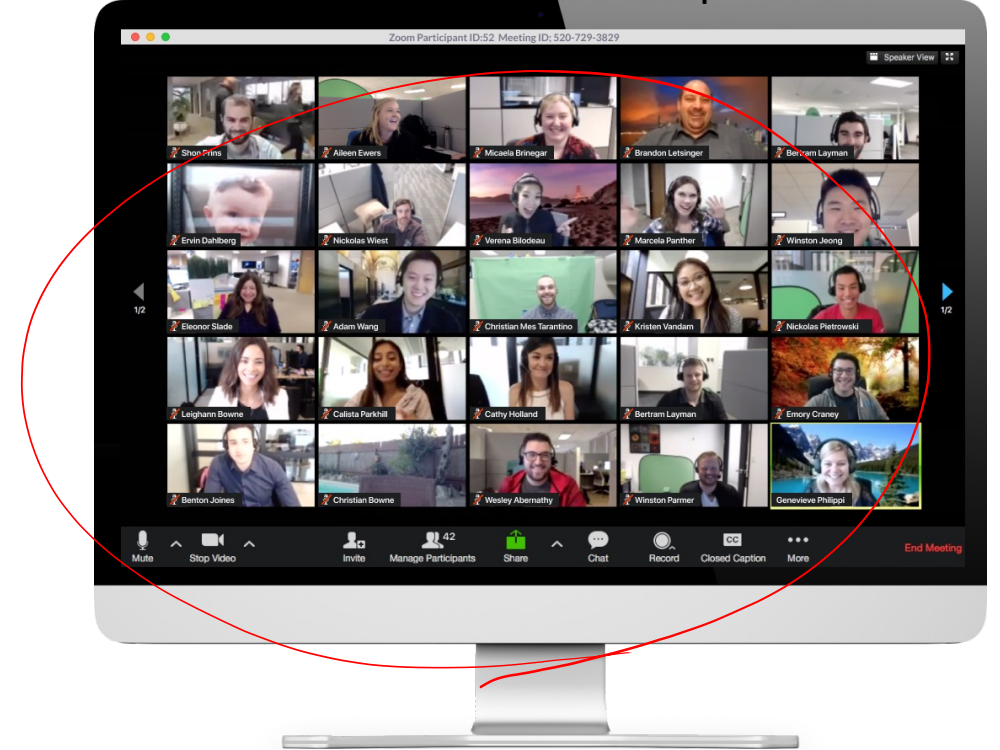 Zoom Participant ID:52 Meeting ID; 520-729-3829
Speaker View
Shon Prins
Aileen Ewers
Micaela Brinegar
Brandon Letsinger
Bertram Layman
Ervin Dahlberg
Nickolas Wiest
Verena Bilodeau
Marcela Panther
Winston Jeong
1/2
1/2
Eleonor Slade
Adam Wang
Christian Mes Tarantino
Kristen Vandam
Nickolas Pietrowski
Leighann Bowne
Calista Parkhill
Cathy Holland
Bertram Layman
Emory Craney
Benton Joines
Christian Bowne
Wesley Abernathy
Winston Parmer
Genevieve Philippi
42
CC
Mute
Stop Video
Invite
Manage Participants
Share
Chat
Record
Closed Caption
More
End Meeting